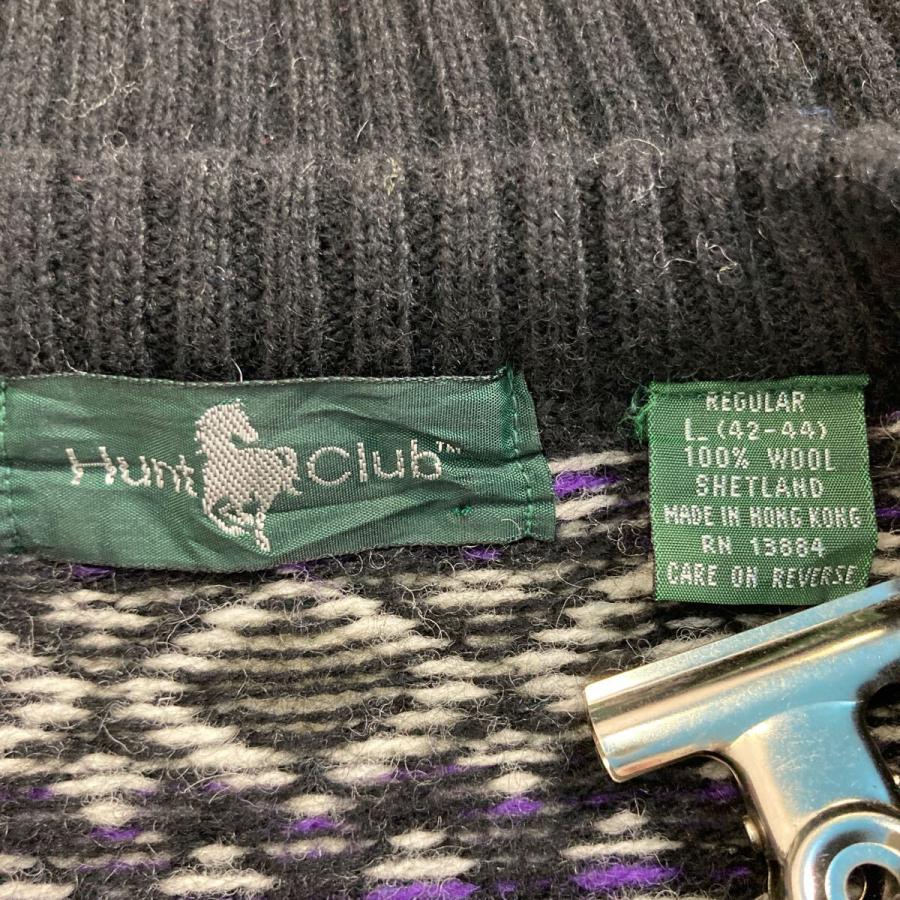 Hunt Club™
REGULAR
L (42-44)
100% WOOL
SHETLAND
MADE IN HONG KONG
RN 13884
CARE ON REVERSE